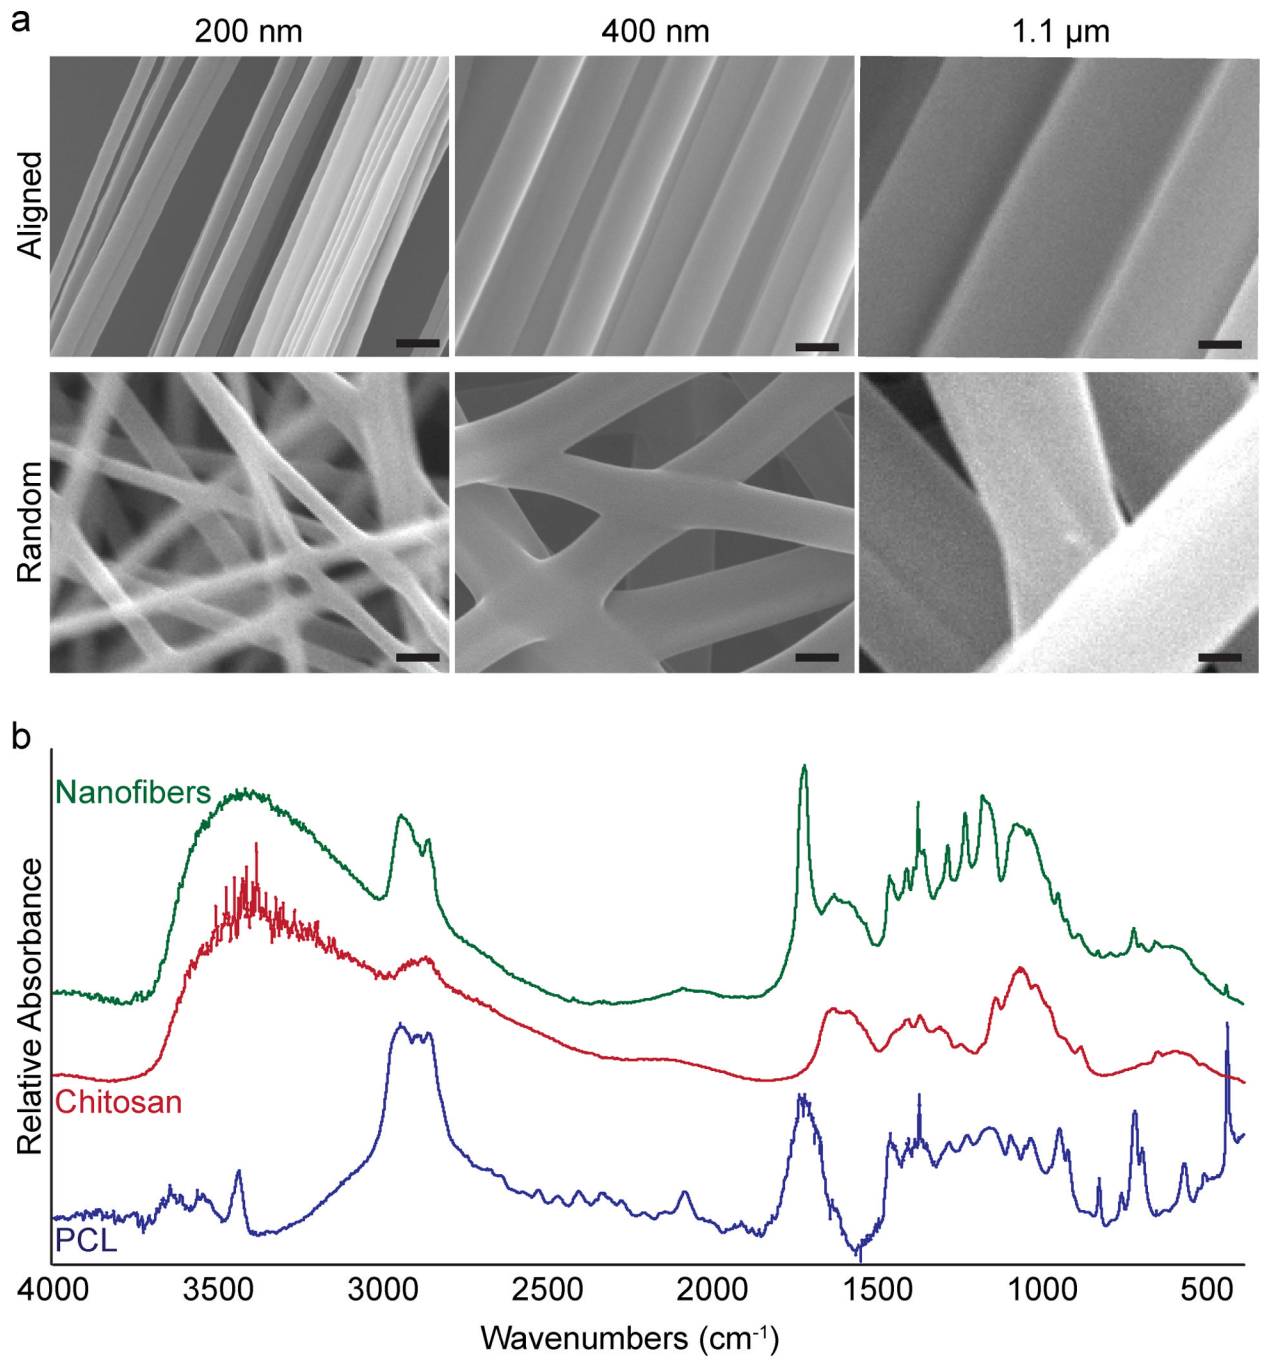 a
200 nm
400 nm
1.1 µm
Aligned
Random
b
Relative Absorbance
Nanofibers
Chitosan
PCL
4000 3500 3000 2500 2000 1500 1000 500
Wavenumbers (cm⁻¹)